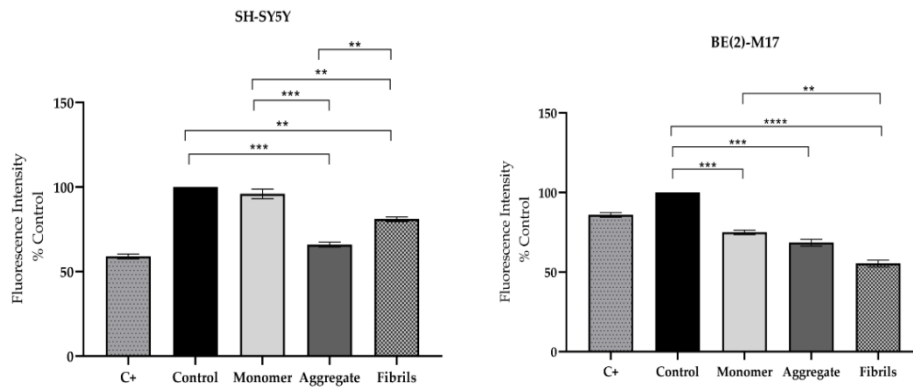 SH-SY5Y
**
**
***
**
***
150
100
50
0
Fluorescence Intensity
% Control
C+ Control Monomer Aggregate Fibrils
BE(2)-M17
**
****
***
***
150
100
50
0
Fluorescence Intensity
% Control
C+ Control Monomer Aggregate Fibrils